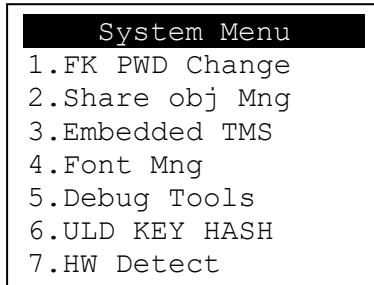 System Menu
1.FK PWD Change
2.Share obj Mng
3.Embedded TMS
4.Font Mng
5.Debug Tools
6.ULD KEY HASH
7.HW Detect